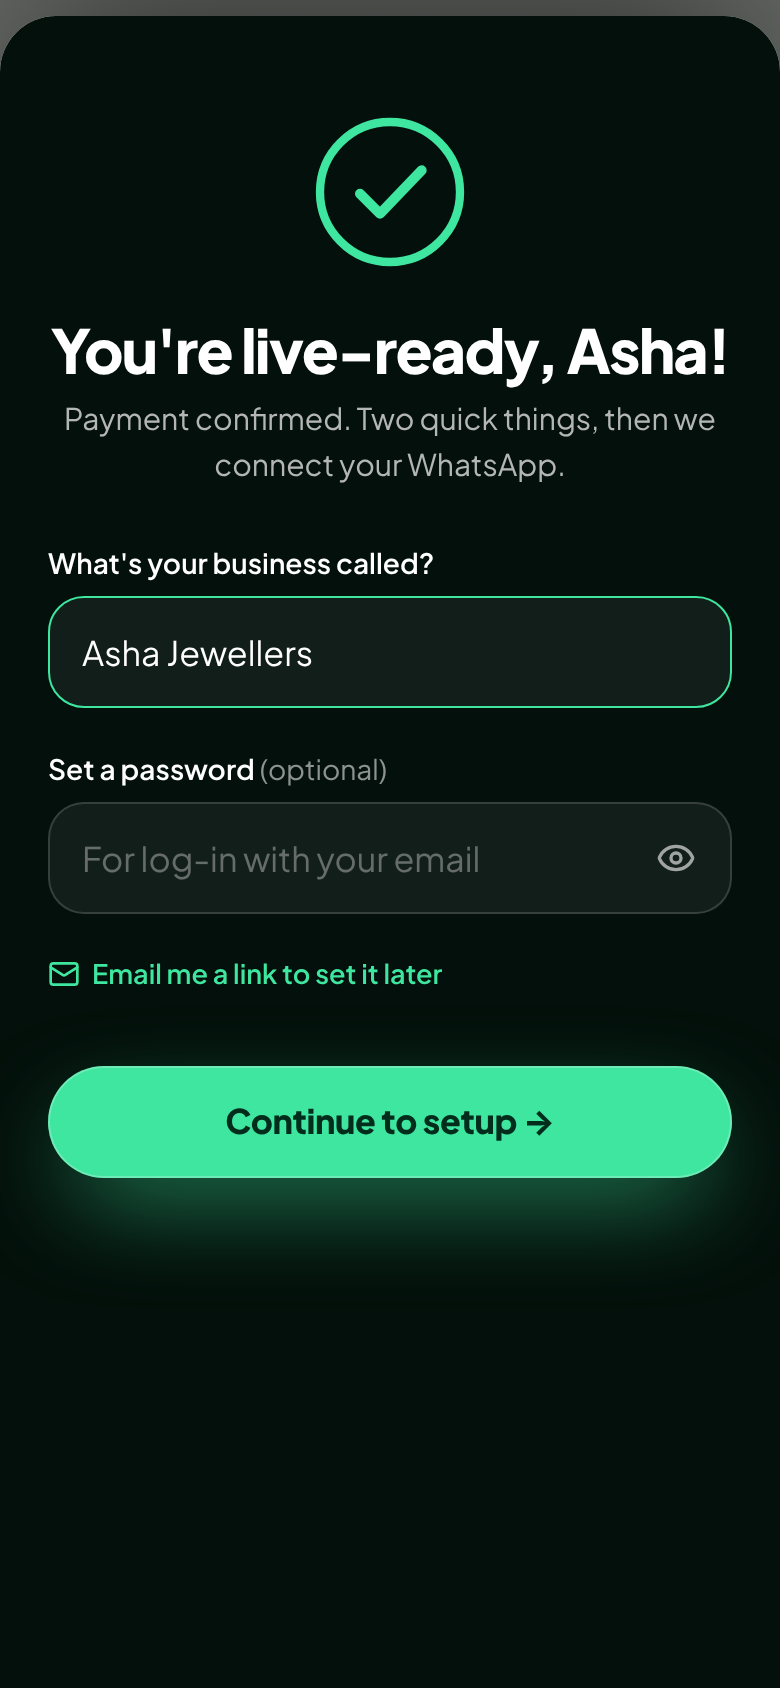 You're live-ready, Asha!
Payment confirmed. Two quick things, then we
connect your WhatsApp.
What's your business called?
Asha Jewellers
Set a password (optional)
For log-in with your email
Email me a link to set it later
Continue to setup →